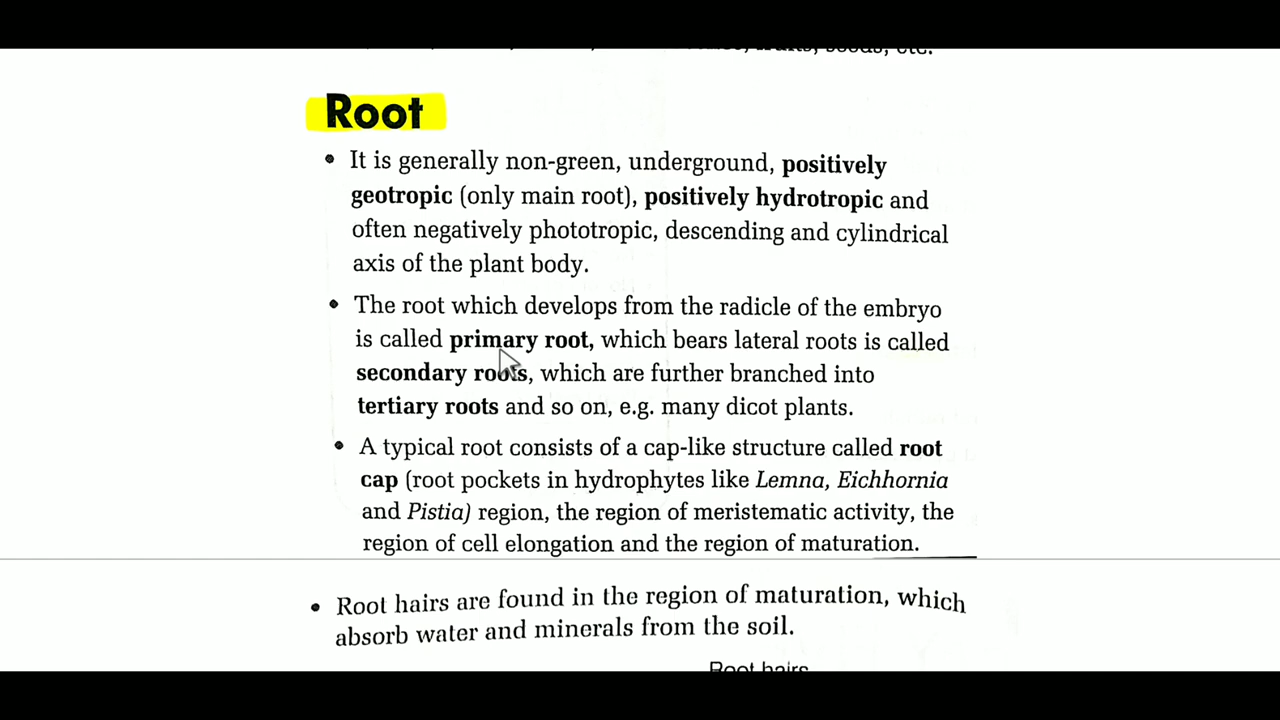 fruits, seeds, etc.
Root
• It is generally non-green, underground, positively
geotropic (only main root), positively hydrotropic and
often negatively phototropic, descending and cylindrical
axis of the plant body.
• The root which develops from the radicle of the embryo
is called primary root, which bears lateral roots is called
secondary roots, which are further branched into
tertiary roots and so on, e.g. many dicot plants.
• A typical root consists of a cap-like structure called root
cap (root pockets in hydrophytes like Lemna, Eichhornia
and Pistia) region, the region of meristematic activity, the
region of cell elongation and the region of maturation.
• Root hairs are found in the region of maturation, which
absorb water and minerals from the soil.
Root hairs